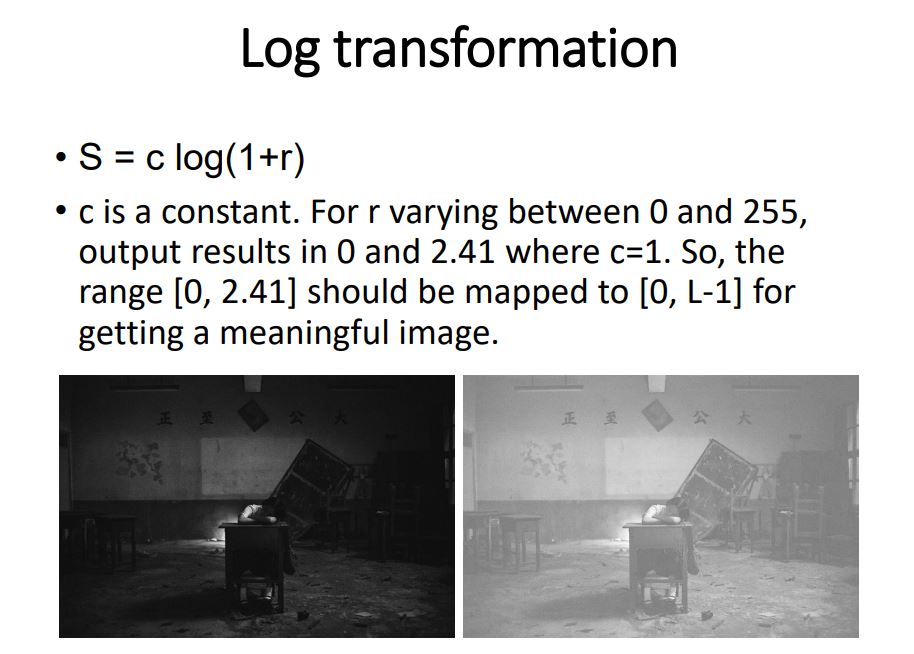 Log transformation
• S = c log(1+r)
• c is a constant. For r varying between 0 and 255,
output results in 0 and 2.41 where c=1. So, the
range [0, 2.41] should be mapped to [0, L-1] for
getting a meaningful image.
正 至 公 大
正 至 公 大